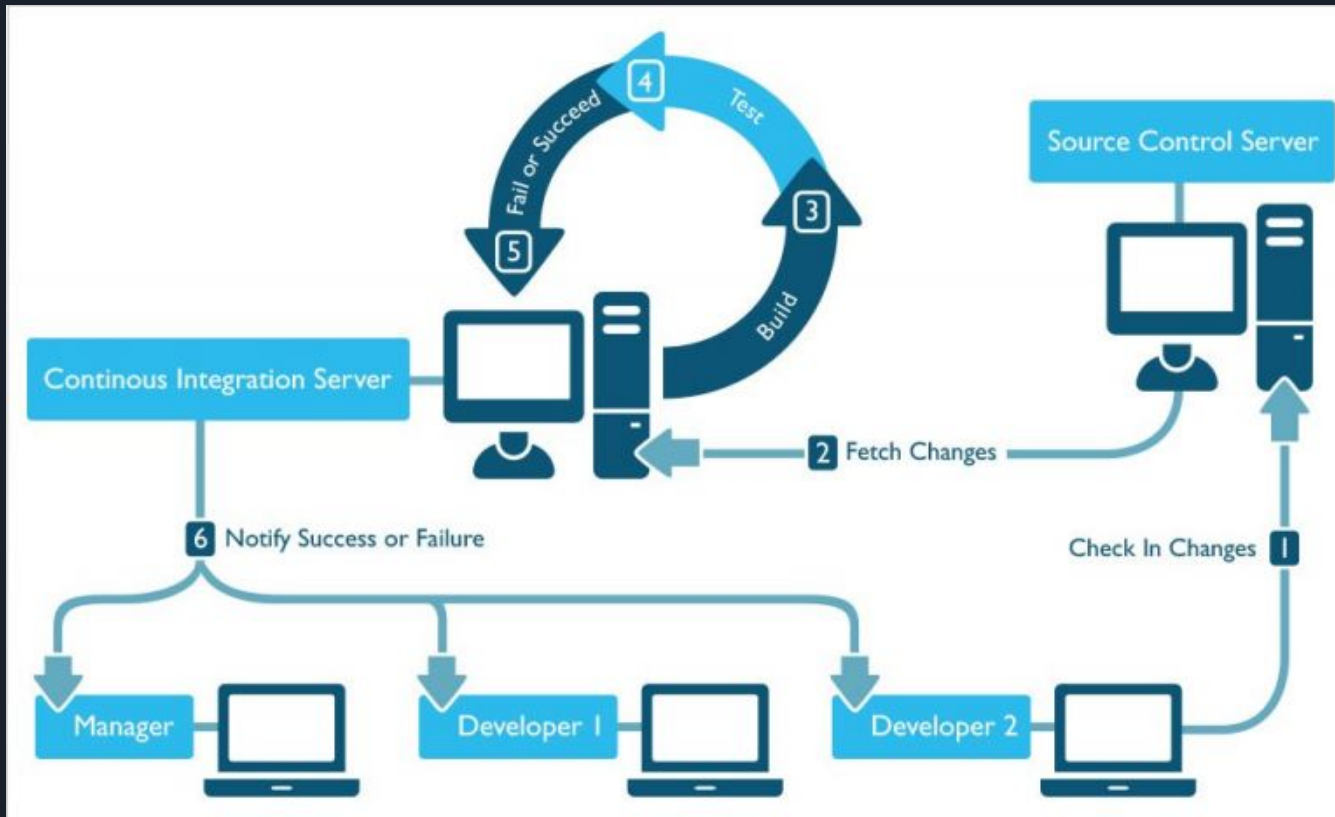 4
Test
Fail or Succeed
Source Control Server
3
5
Build
Continous Integration Server
2 Fetch Changes
6 Notify Success or Failure
Check In Changes 1
Manager
Developer 1
Developer 2